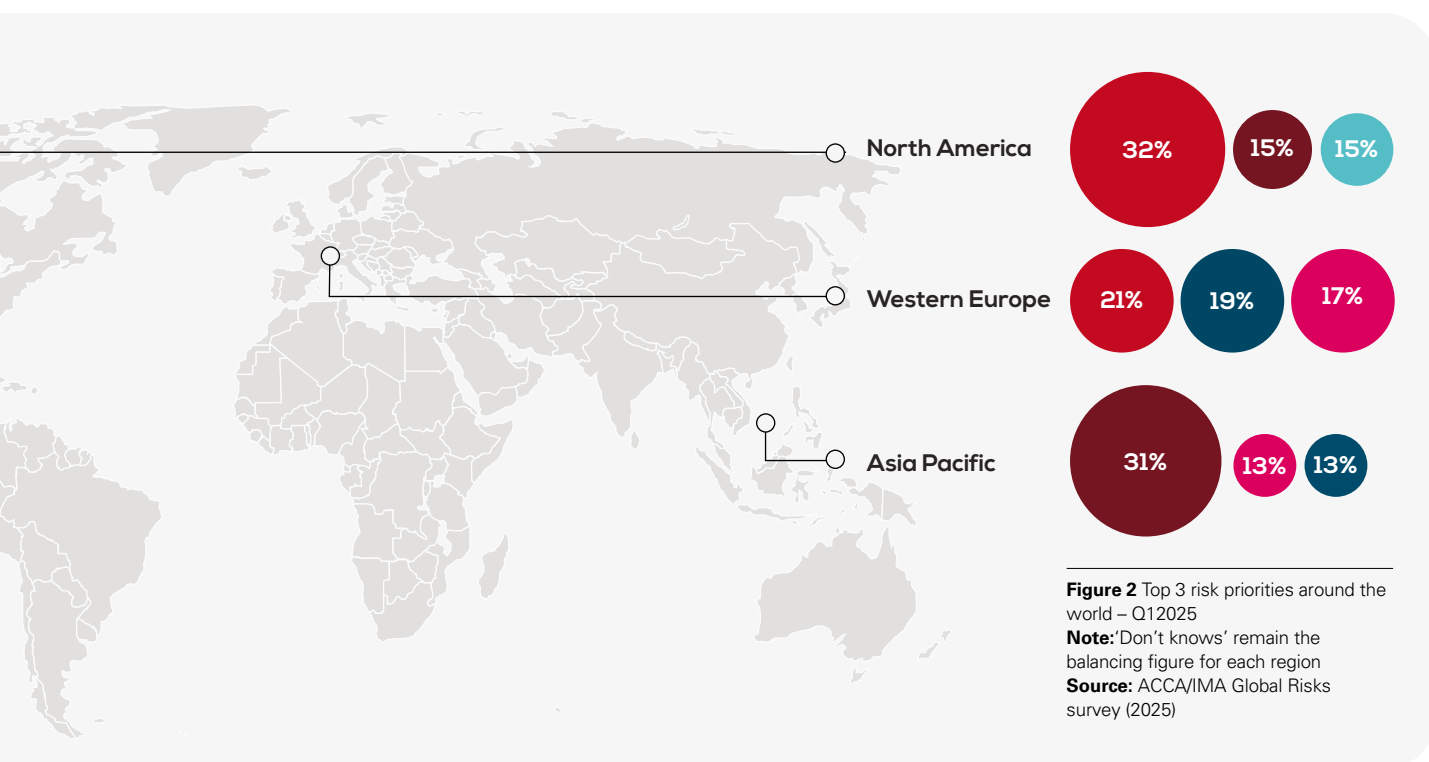 North America
32%
15%
15%
Western Europe
21%
19%
17%
Asia Pacific
31%
13%
13%
Figure 2 Top 3 risk priorities around the
world – Q12025
Note:‘Don’t knows’ remain the
balancing figure for each region
Source: ACCA/IMA Global Risks
survey (2025)